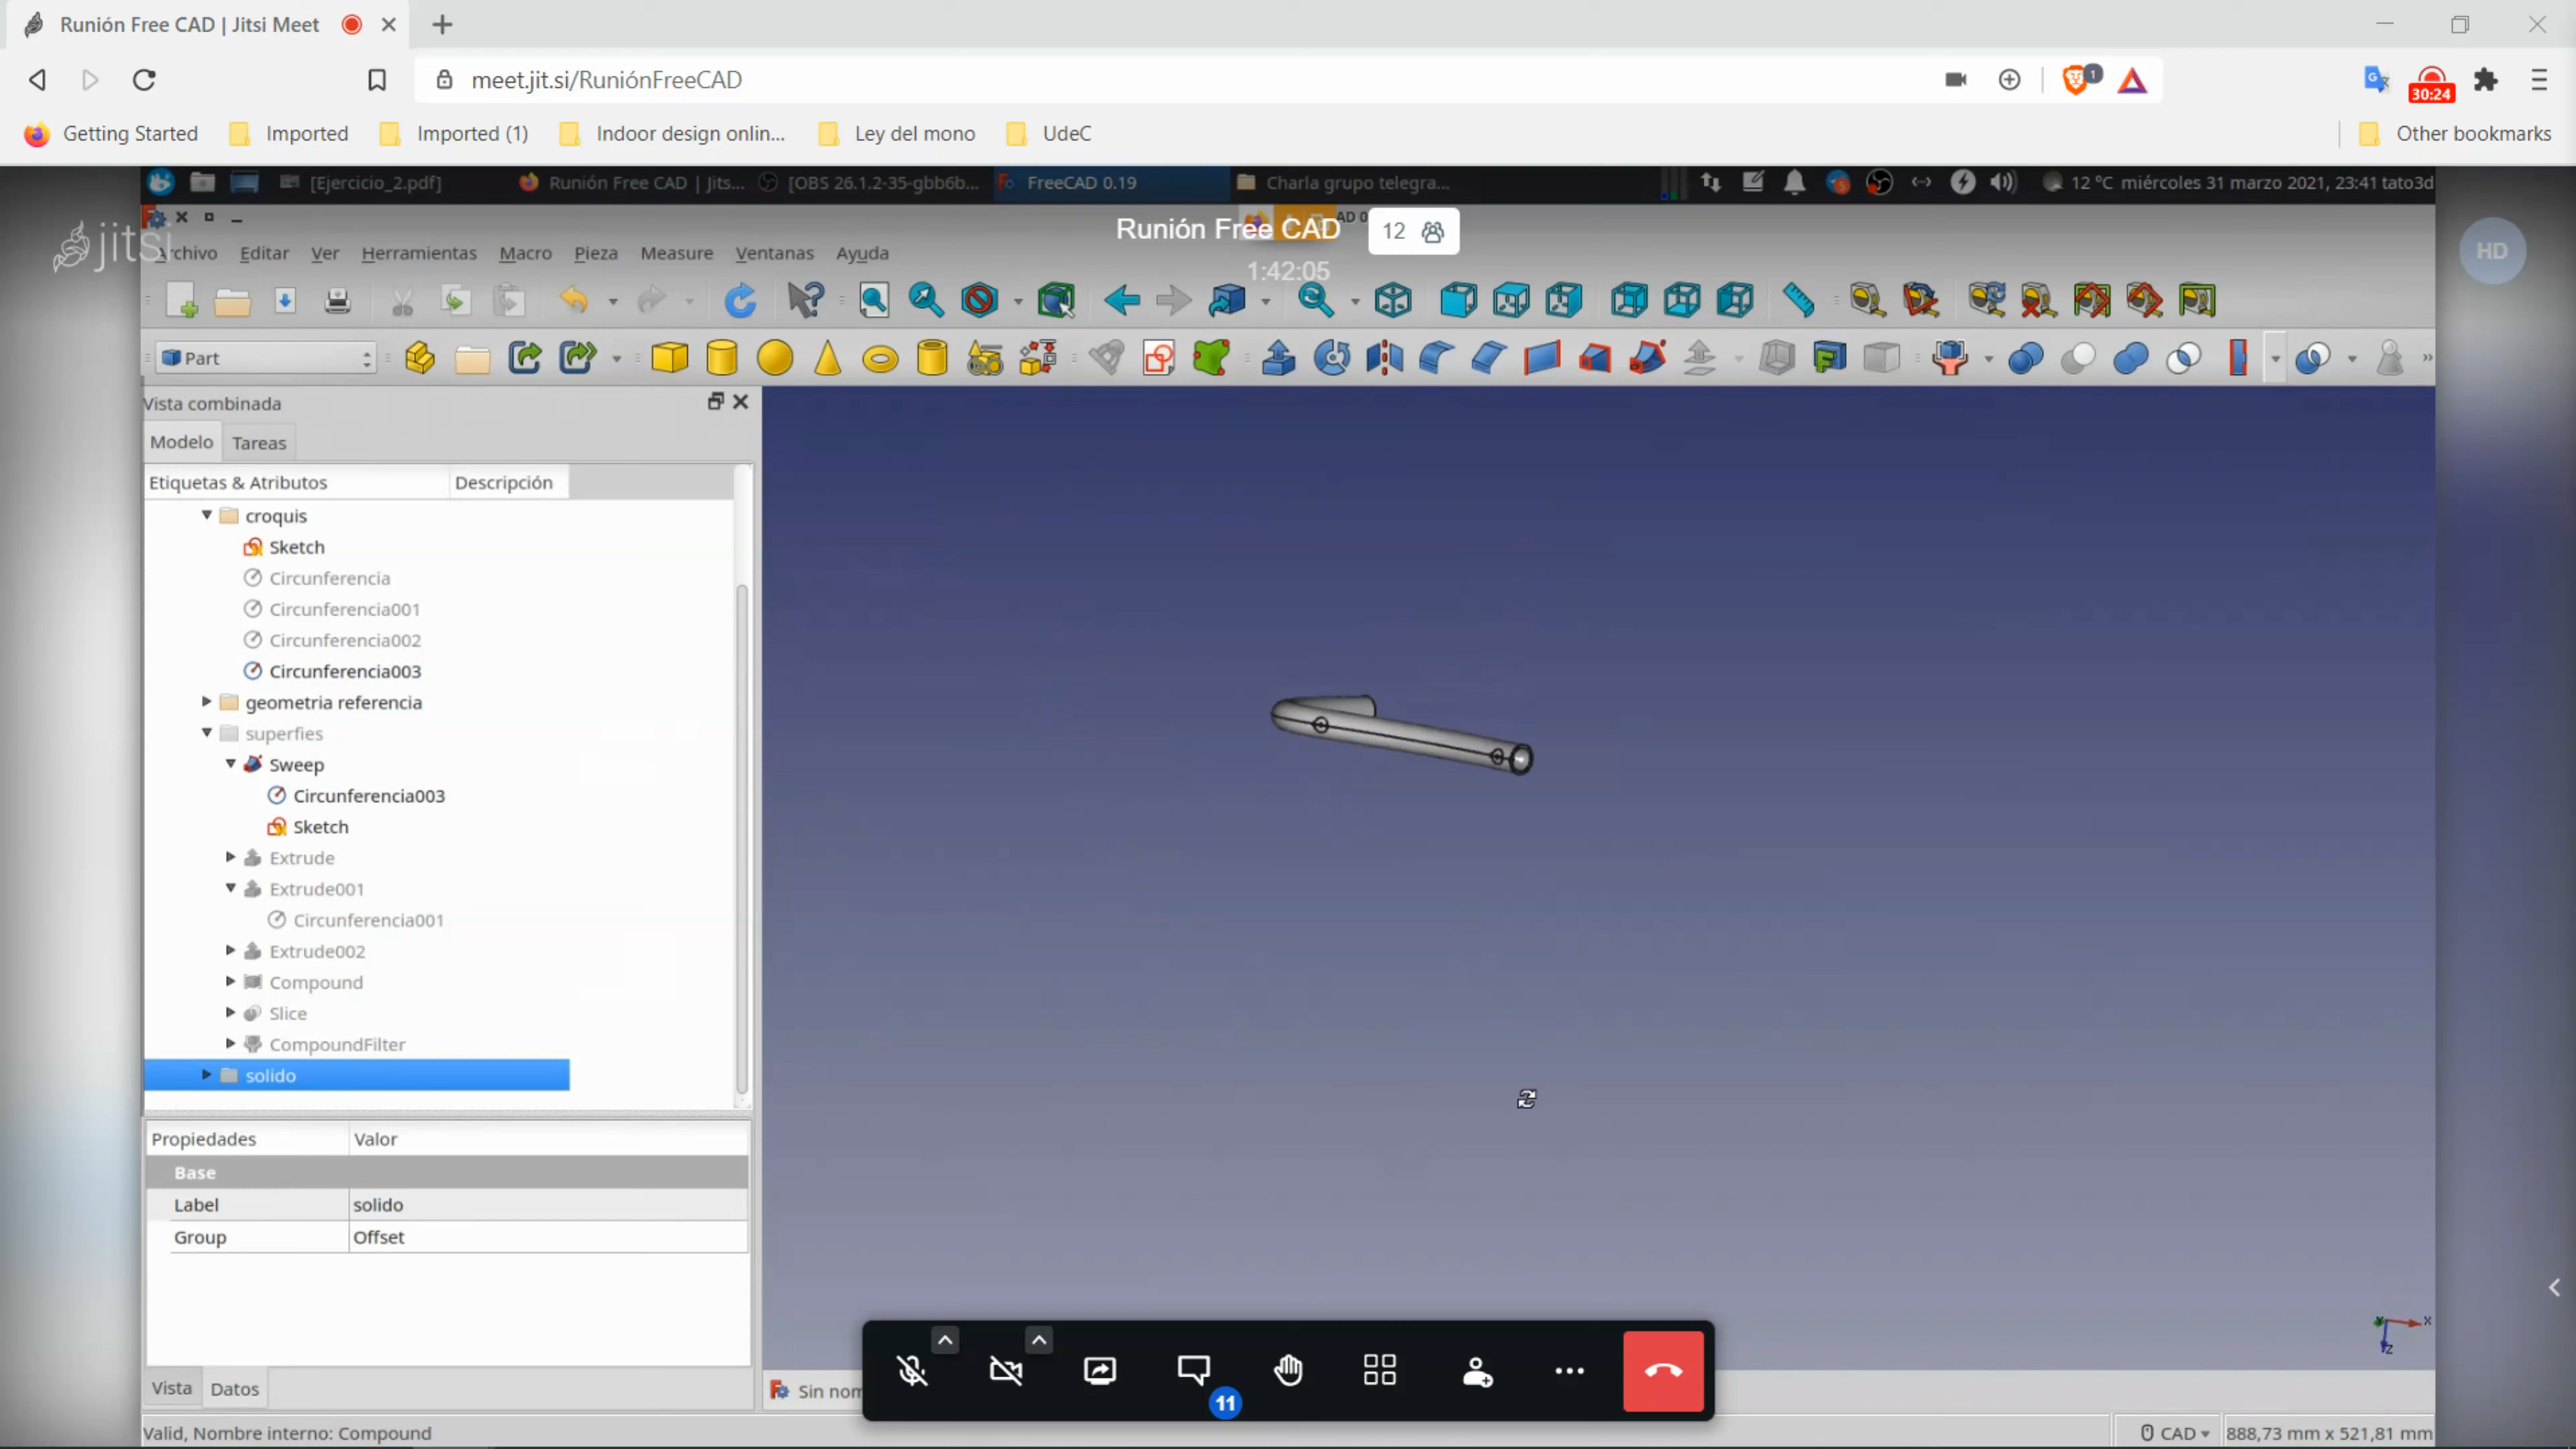 Runión Free CAD | Jitsi Meet
meet.jit.si/RuniónFreeCAD
1
30:24
Getting Started
Imported
Imported (1)
Indoor design onlin...
Ley del mono
UdeC
Other bookmarks
[Ejercicio_2.pdf]
Runión Free CAD | Jits...
[OBS 26.1.2-35-gbb6b...
FreeCAD 0.19
Charla grupo telegra...
12 °C miércoles 31 marzo 2021, 23:41 tato3d
jitsi
Runión Free CAD
12
HD
Archivo Editar Ver Herramientas Macro Pieza Measure Ventanas Ayuda
1:42:05
Part
Vista combinada
Modelo Tareas
Etiquetas & Atributos Descripción
croquis
Sketch
Circunferencia
Circunferencia001
Circunferencia002
Circunferencia003
geometria referencia
superfies
Sweep
Circunferencia003
Sketch
Extrude
Extrude001
Circunferencia001
Extrude002
Compound
Slice
CompoundFilter
solido
Propiedades Valor
Base
Label solido
Group Offset
Vista Datos
Sin nom
11
X
Z
Valid, Nombre interno: Compound
CAD
888,73 mm x 521,81 mm